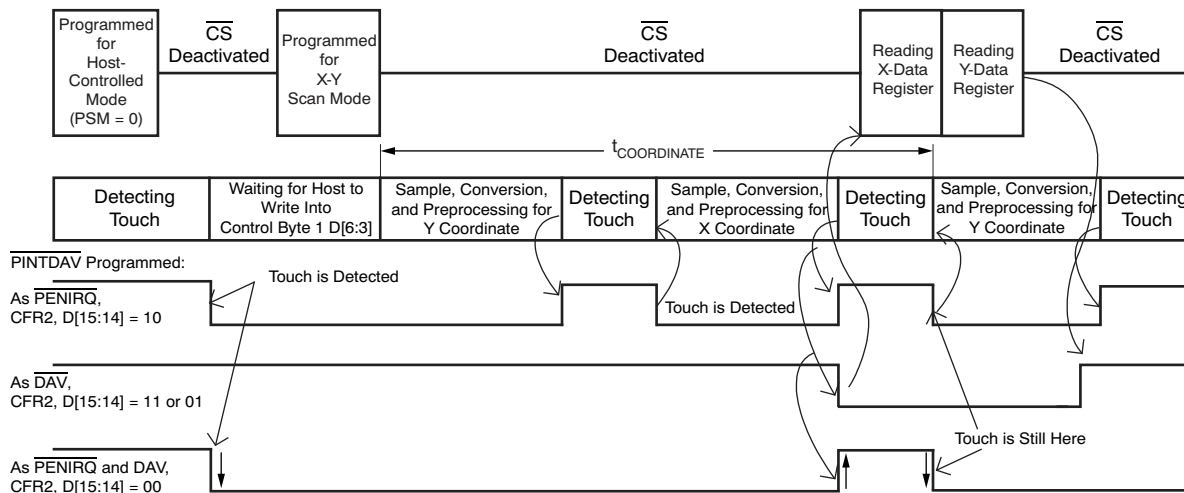 Programmed
for
Host-
Controlled
Mode
(PSM = 0)
CS
Deactivated
Programmed
for
X-Y
Scan Mode
CS
Deactivated
Reading
X-Data
Register
Reading
Y-Data
Register
CS
Deactivated
tCOORDINATE
Detecting
Touch
Waiting for Host to
Write Into
Control Byte 1 D[6:3]
Sample, Conversion,
and Preprocessing for
Y Coordinate
Detecting
Touch
Sample, Conversion,
and Preprocessing for
X Coordinate
Detecting
Touch
Sample, Conversion,
and Preprocessing for
Y Coordinate
Detecting
Touch
PINTDAV Programmed:
Touch is Detected
As PENIRQ,
CFR2, D[15:14] = 10
Touch is Detected
As DAV,
CFR2, D[15:14] = 11 or 01
Touch is Still Here
As PENIRQ and DAV,
CFR2, D[15:14] = 00